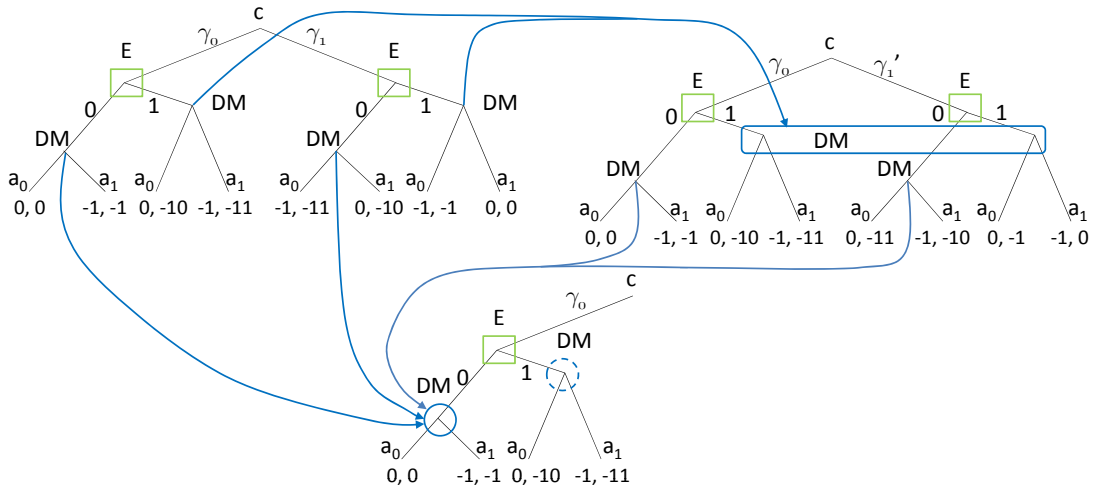 c
γ₀ γ₁
E E
0 1 DM 0 1 DM
DM DM
a₀ a₁ a₀ a₁ a₀ a₁ a₀ a₁
0, 0 -1, -1 0, -10 -1, -11 -1, -11 0, -10 -1, -1 0, 0
c
γ₀ γ₁’
E E
0 1 DM 0 1
DM DM
a₀ a₁ a₀ a₁ a₀ a₁ a₀ a₁
0, 0 -1, -1 0, -10 -1, -11 0, -11 -1, -10 0, -1 -1, 0
c
γ₀
E DM
DM 0 1
a₀ a₁ a₀ a₁
0, 0 -1, -1 0, -10 -1, -11